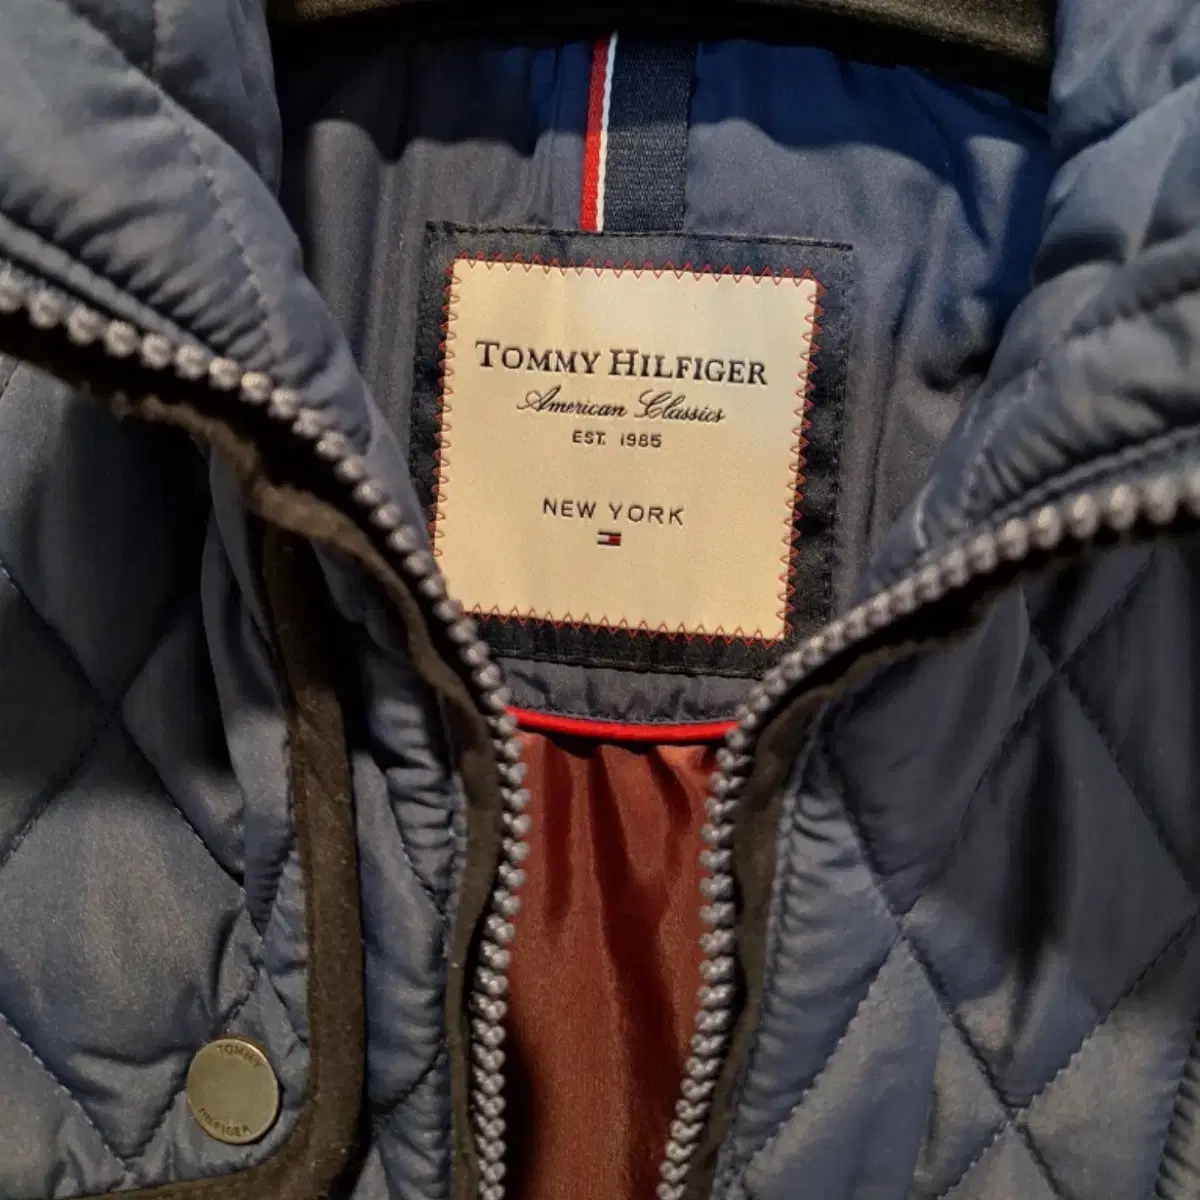 TOMMY HILFIGER
American Classics
EST. 1985
NEW YORK
TOMMY
HILFIGER